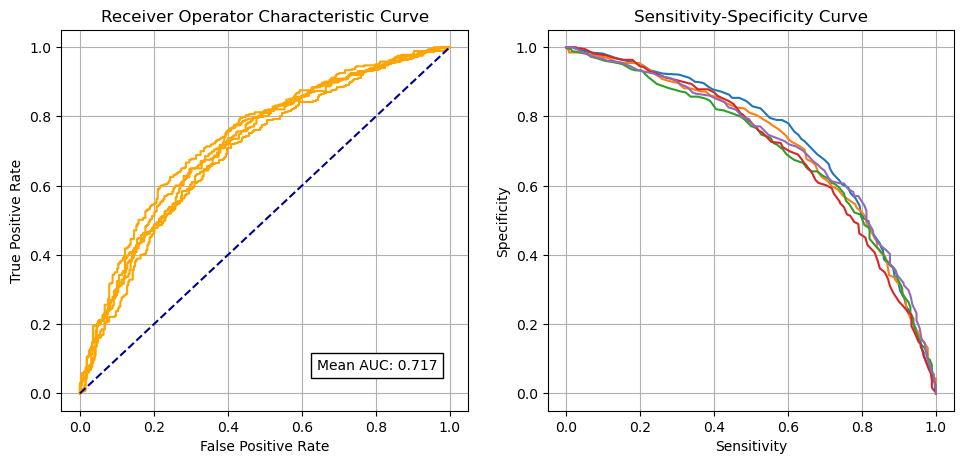 Receiver Operator Characteristic Curve
1.0
0.8
0.6
0.4
0.2
0.0
True Positive Rate
Mean AUC: 0.717
0.0 0.2 0.4 0.6 0.8 1.0
False Positive Rate
Sensitivity-Specificity Curve
1.0
0.8
0.6
0.4
0.2
0.0
Specificity
0.0 0.2 0.4 0.6 0.8 1.0
Sensitivity